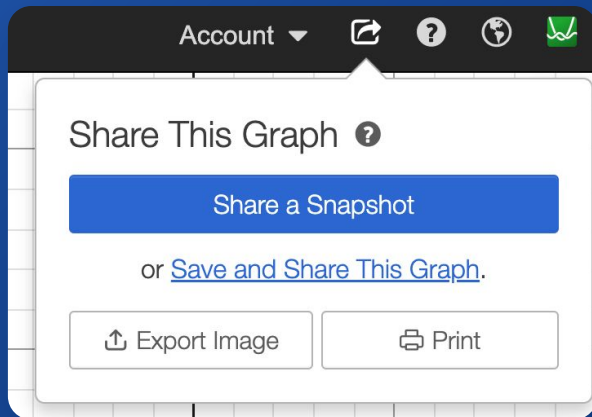 Account
Share This Graph
Share a Snapshot
or Save and Share This Graph.
Export Image Print